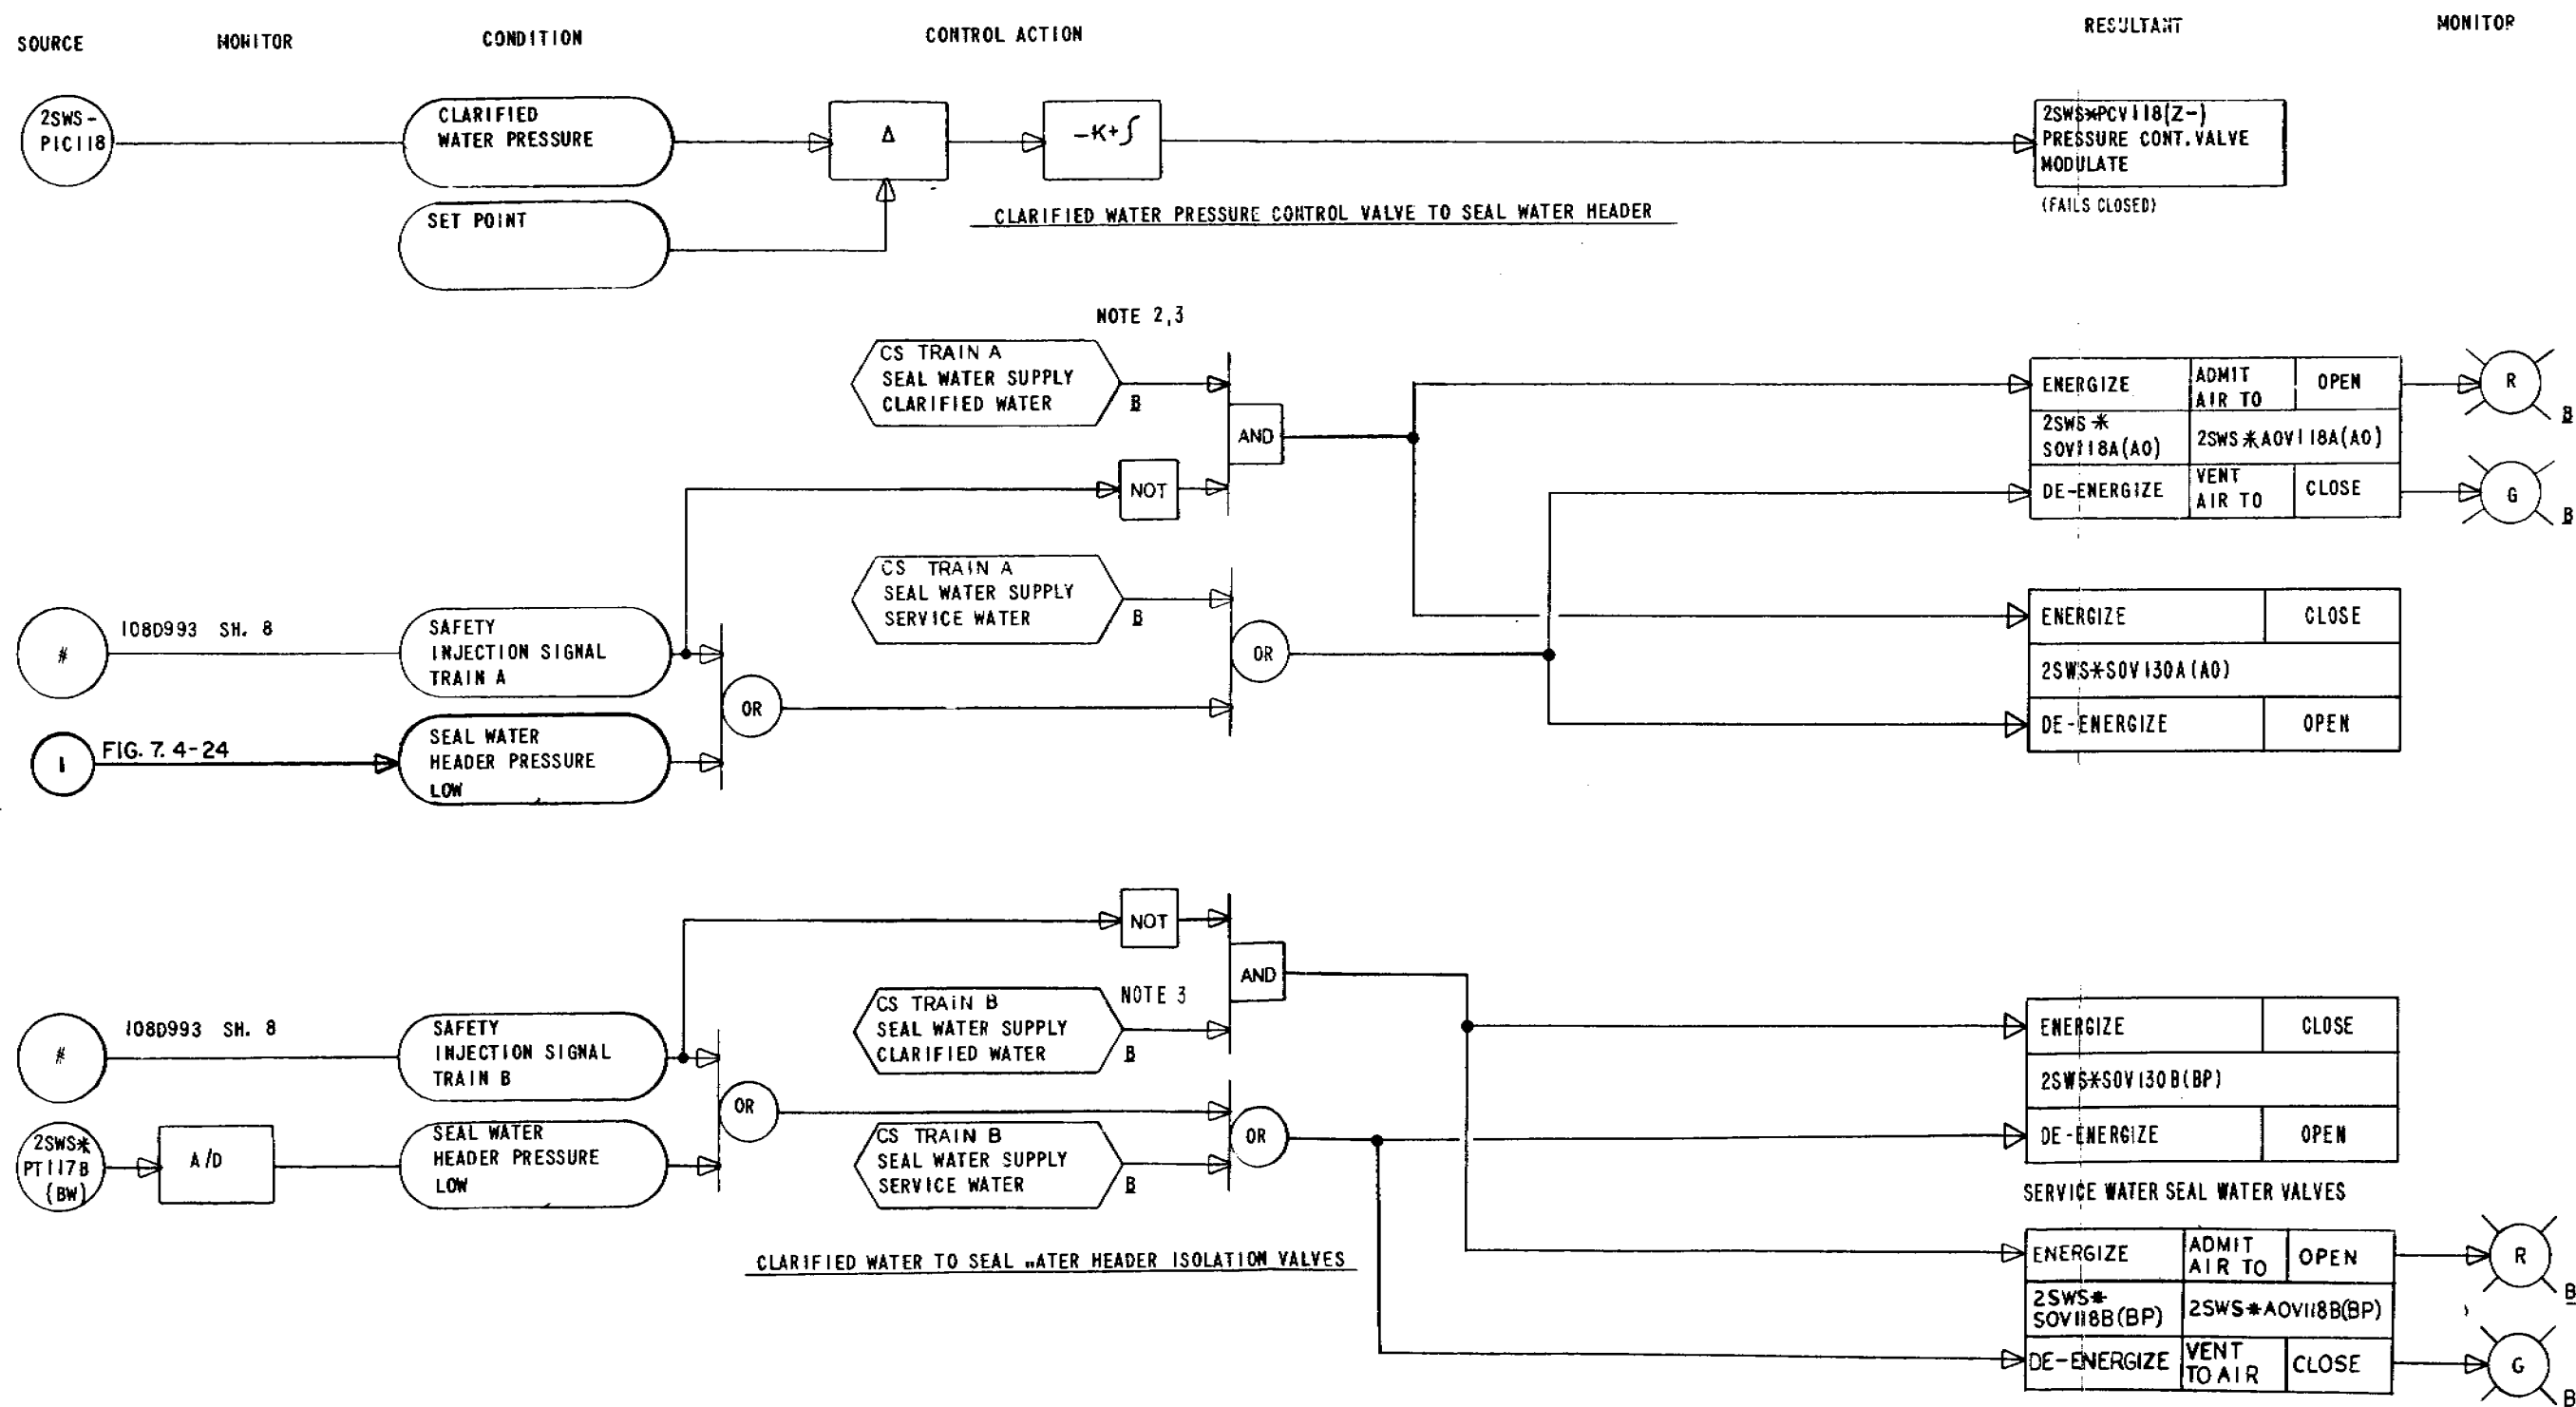 SOURCE MONITOR CONDITION CONTROL ACTION RESULTANT MONITOR
2SWS-
PIC118
CLARIFIED
WATER PRESSURE
Δ
-K+∫
2SWS*PCV118(Z-)
PRESSURE CONT. VALVE
MODULATE
(FAILS CLOSED)
SET POINT
CLARIFIED WATER PRESSURE CONTROL VALVE TO SEAL WATER HEADER
NOTE 2,3
CS TRAIN A
SEAL WATER SUPPLY
CLARIFIED WATER
B
AND
NOT
ENERGIZE
ADMIT
AIR TO
OPEN
R
B
2SWS*
SOV118A(AO)
2SWS*AOV118A(AO)
DE-ENERGIZE
VENT
AIR TO
CLOSE
G
B
CS TRAIN A
SEAL WATER SUPPLY
SERVICE WATER
B
OR
#
108D993 SH. 8
SAFETY
INJECTION SIGNAL
TRAIN A
OR
1
FIG. 7. 4-24
SEAL WATER
HEADER PRESSURE
LOW
ENERGIZE CLOSE
2SWS*SOV130A(AO)
DE-ENERGIZE OPEN
NOT
AND
CS TRAIN B
SEAL WATER SUPPLY
CLARIFIED WATER
NOTE 3
B
#
108D993 SH. 8
SAFETY
INJECTION SIGNAL
TRAIN B
OR
2SWS*
PT117B
(BW)
A/D
SEAL WATER
HEADER PRESSURE
LOW
CS TRAIN B
SEAL WATER SUPPLY
SERVICE WATER
B
OR
ENERGIZE CLOSE
2SWS*SOV130B(BP)
DE-ENERGIZE OPEN
SERVICE WATER SEAL WATER VALVES
CLARIFIED WATER TO SEAL WATER HEADER ISOLATION VALVES
ENERGIZE
ADMIT
AIR TO
OPEN
R
B
2SWS*
SOV118B(BP)
2SWS*AOV118B(BP)
DE-ENERGIZE
VENT
TO AIR
CLOSE
G
B